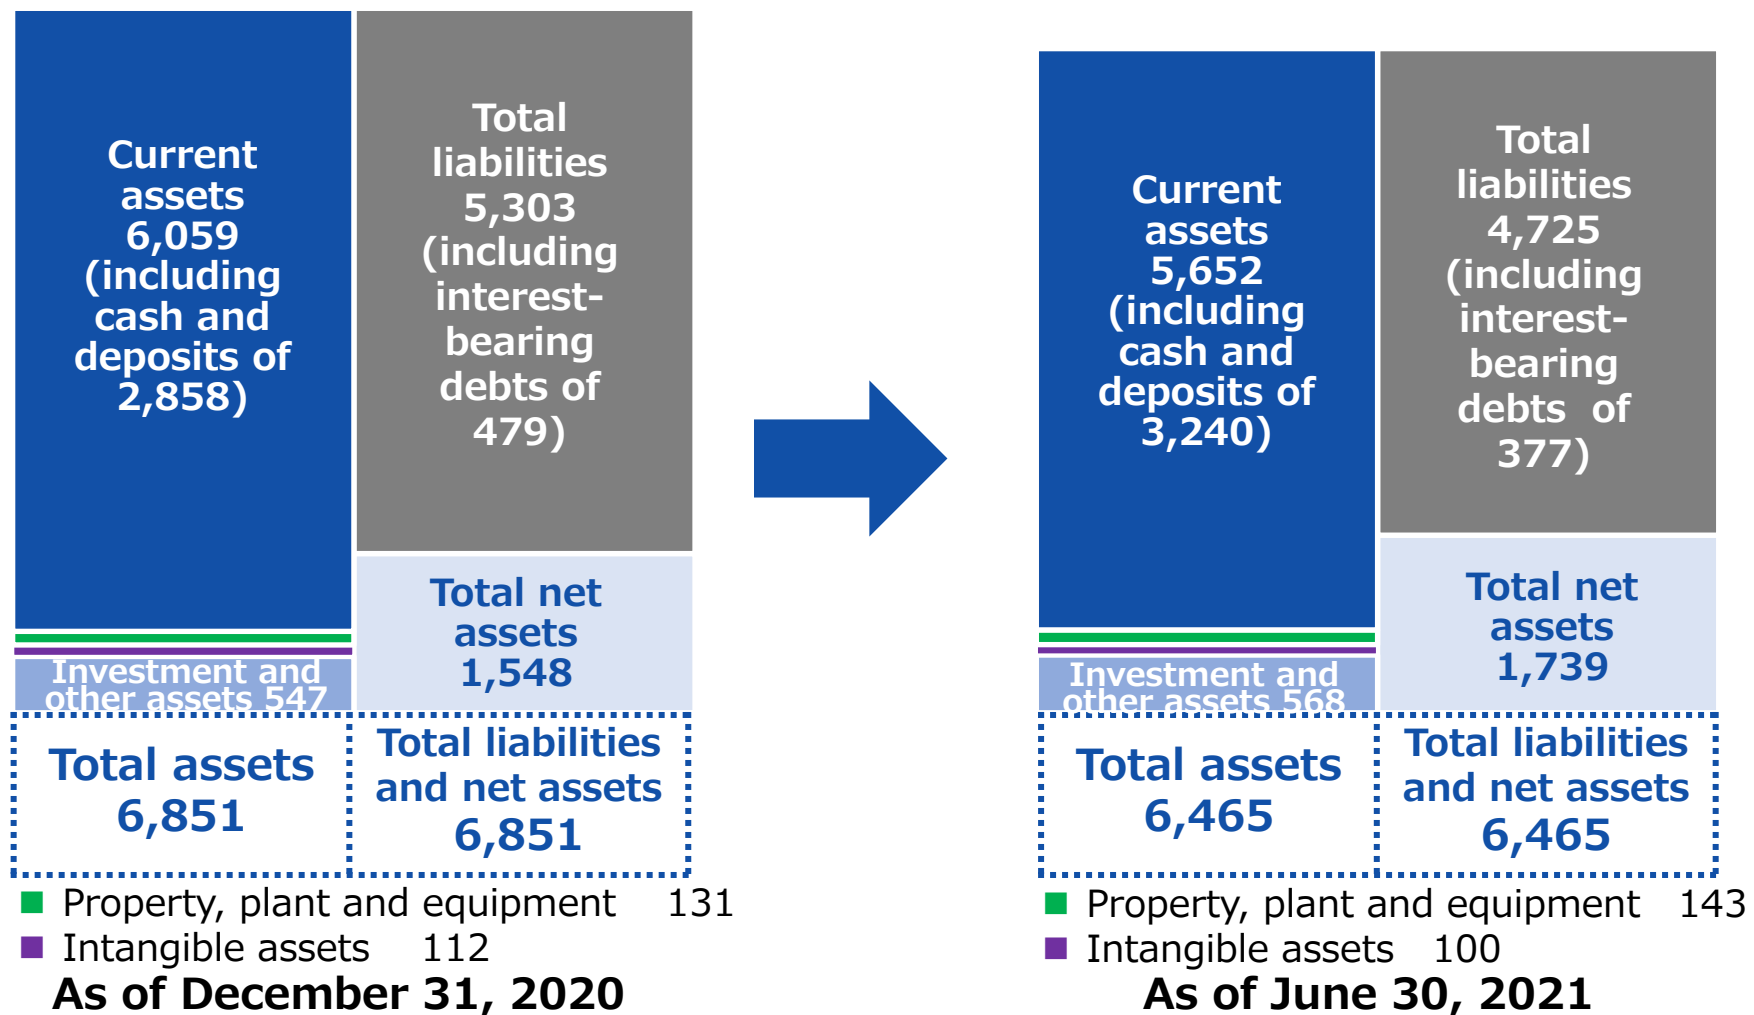 Current
assets
6,059
(including
cash and
deposits of
2,858)
Total
liabilities
5,303
(including
interest-
bearing
debts of
479)
Total net
assets
1,548
Investment and
other assets 547
Total assets
6,851
Total liabilities
and net assets
6,851
Property, plant and equipment 131
Intangible assets 112
As of December 31, 2020
Current
assets
5,652
(including
cash and
deposits of
3,240)
Total
liabilities
4,725
(including
interest-
bearing
debts of
377)
Total net
assets
1,739
Investment and
other assets 568
Total assets
6,465
Total liabilities
and net assets
6,465
Property, plant and equipment 143
Intangible assets 100
As of June 30, 2021